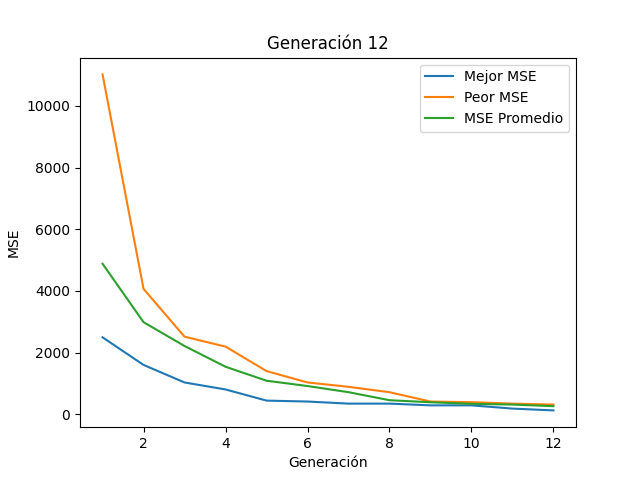 Generación 12
Mejor MSE
Peor MSE
MSE Promedio
10000
8000
6000
4000
2000
0
MSE
2 4 6 8 10 12
Generación